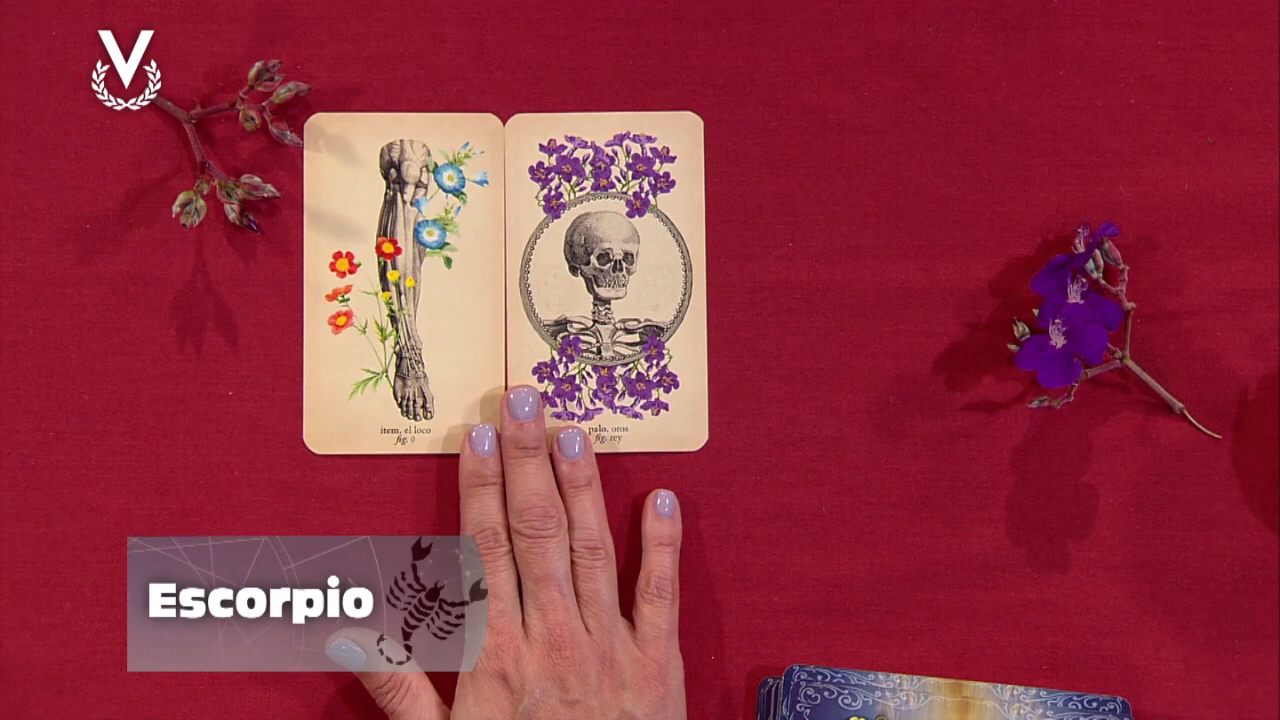 V
item, el loco
fig. 0
palo, oros
fig. rey
Escorpio